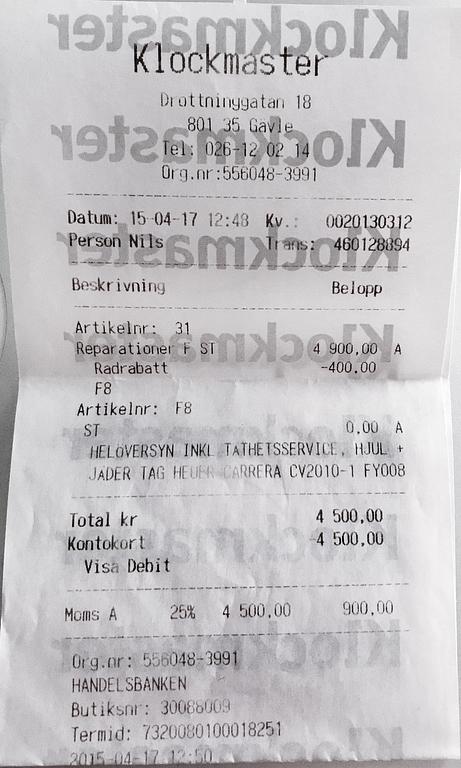 Klockmaster
Drottninggatan 18
801 35 Gävle
Tel: 026-12 02 14
Org.nr:556048-3991
Datum: 15-04-17 12:48 Kv.: 0020130312
Person Nils Trans: 460128894
Beskrivning Belopp
Artikelnr: 31
Reparationer F ST 4 900,00 A
Radrabatt -400.00
F8
Artikelnr: F8
ST 0,00 A
HELÖVERSYN INKL TÄTHETSSERVICE, HJUL +
JADER TAG HEUER CARRERA CV2010-1 FY008
Total kr 4 500,00
Kontokort 4 500,00
Visa Debit
Moms A 25% 4 500,00 900,00
Org.nr: 556048-3991
HANDELSBANKEN
Butiksnr: 30088009
Termid: 7320080100018251
2015-04-17 12:50